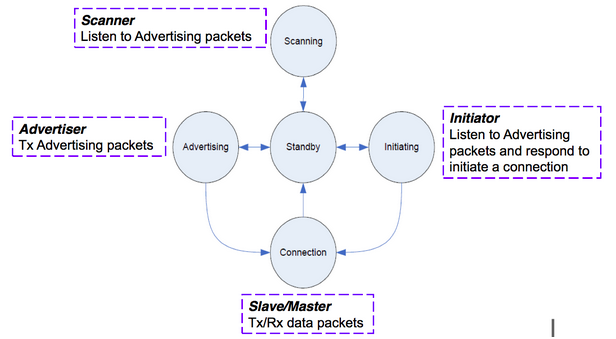 Scanner
Listen to Advertising packets
Scanning
Advertiser
Tx Advertising packets
Advertising
Standby
Initiating
Initiator
Listen to Advertising
packets and respond to
initiate a connection
Connection
Slave/Master
Tx/Rx data packets